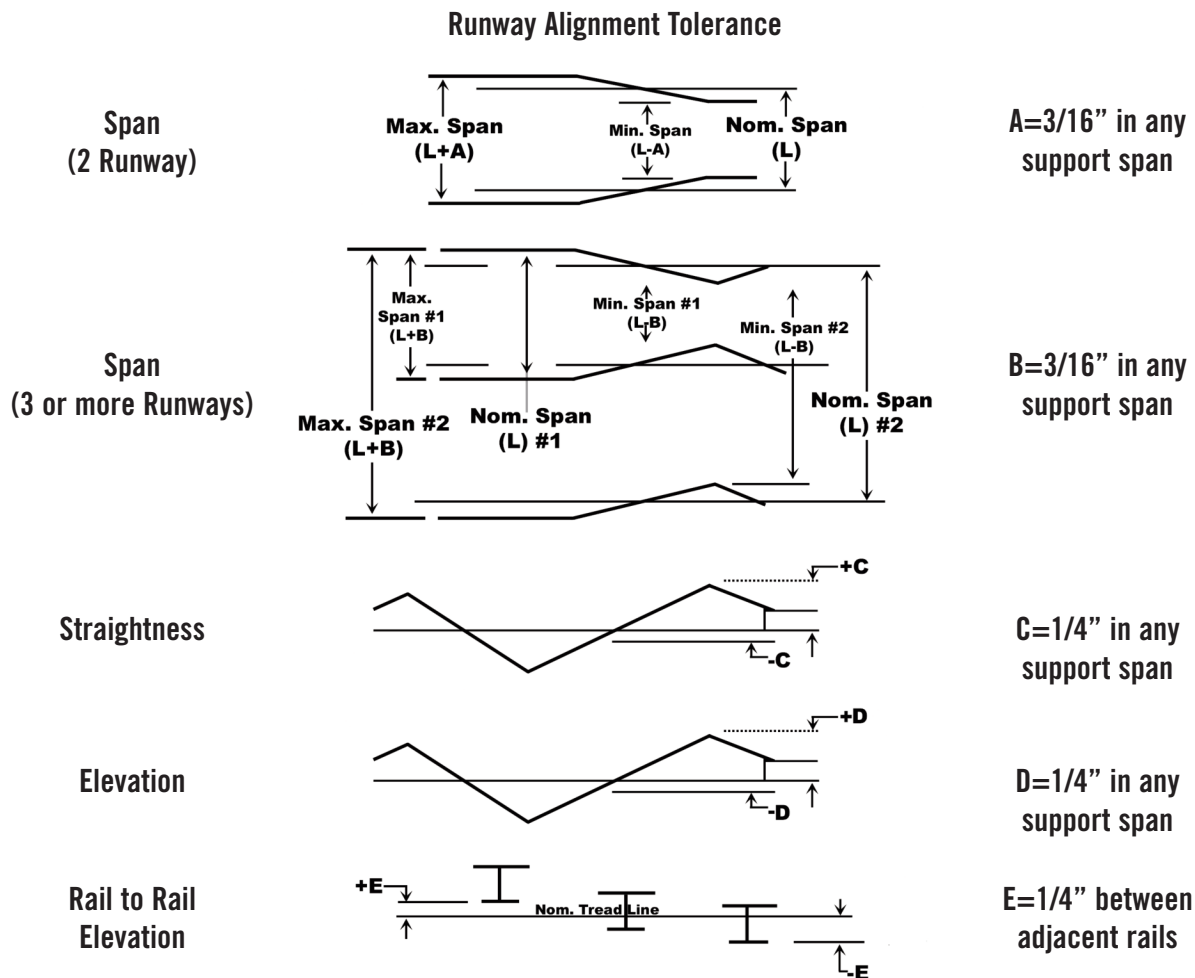 Runway Alignment Tolerance
Span
(2 Runway)
Max. Span
(L+A)
Min. Span
(L-A)
Nom. Span
(L)
A=3/16” in any
support span
Span
(3 or more Runways)
Max.
Span #1
(L+B)
Max. Span #2
(L+B)
Nom. Span
(L) #1
Min. Span #1
(L-B)
Min. Span #2
(L-B)
Nom. Span
(L) #2
B=3/16” in any
support span
Straightness
+C
-C
C=1/4” in any
support span
Elevation
+D
-D
D=1/4” in any
support span
Rail to Rail
Elevation
+E
Nom. Tread Line
-E
E=1/4” between
adjacent rails